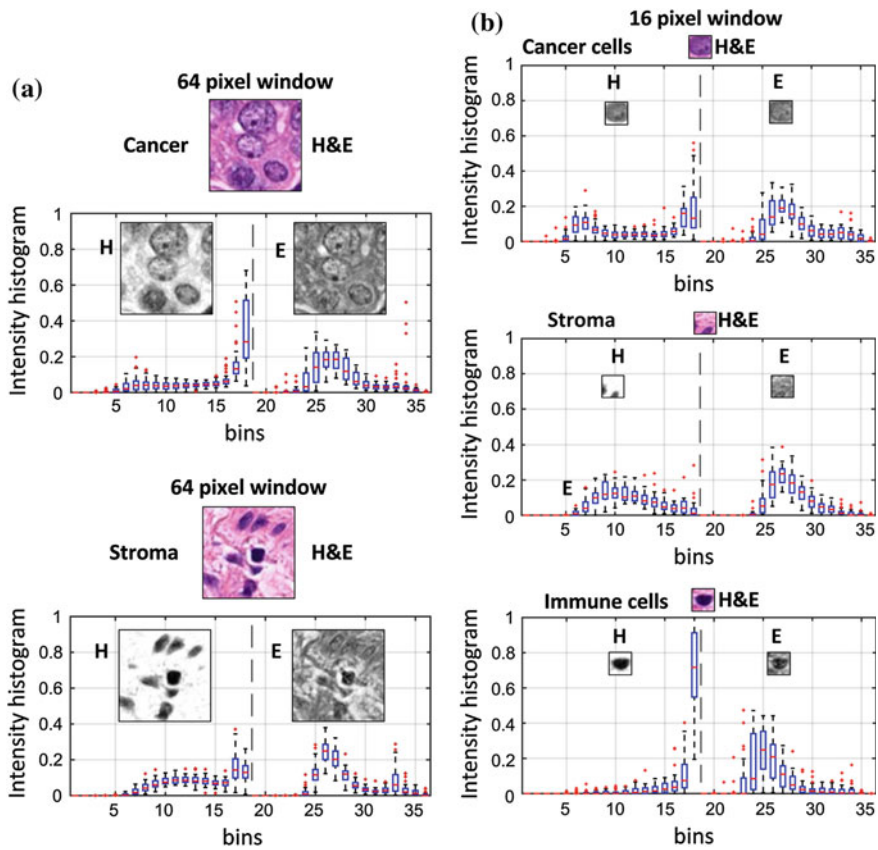 (a)
64 pixel window
Cancer H&E
Intensity histogram
1
0.8
0.6
0.4
0.2
0
H E
5 10 15 20 25 30 35
bins
64 pixel window
Stroma H&E
Intensity histogram
1
0.8
0.6
0.4
0.2
0
H E
5 10 15 20 25 30 35
bins
(b)
16 pixel window
Cancer cells H&E
Intensity histogram
1
0.8
0.6
0.4
0.2
0
H E
5 10 15 20 25 30 35
bins
Stroma H&E
Intensity histogram
1
0.8
0.6
0.4
0.2
0
H E
E
5 10 15 20 25 30 35
bins
Immune cells H&E
Intensity histogram
1
0.8
0.6
0.4
0.2
0
H E
5 10 15 20 25 30 35
bins